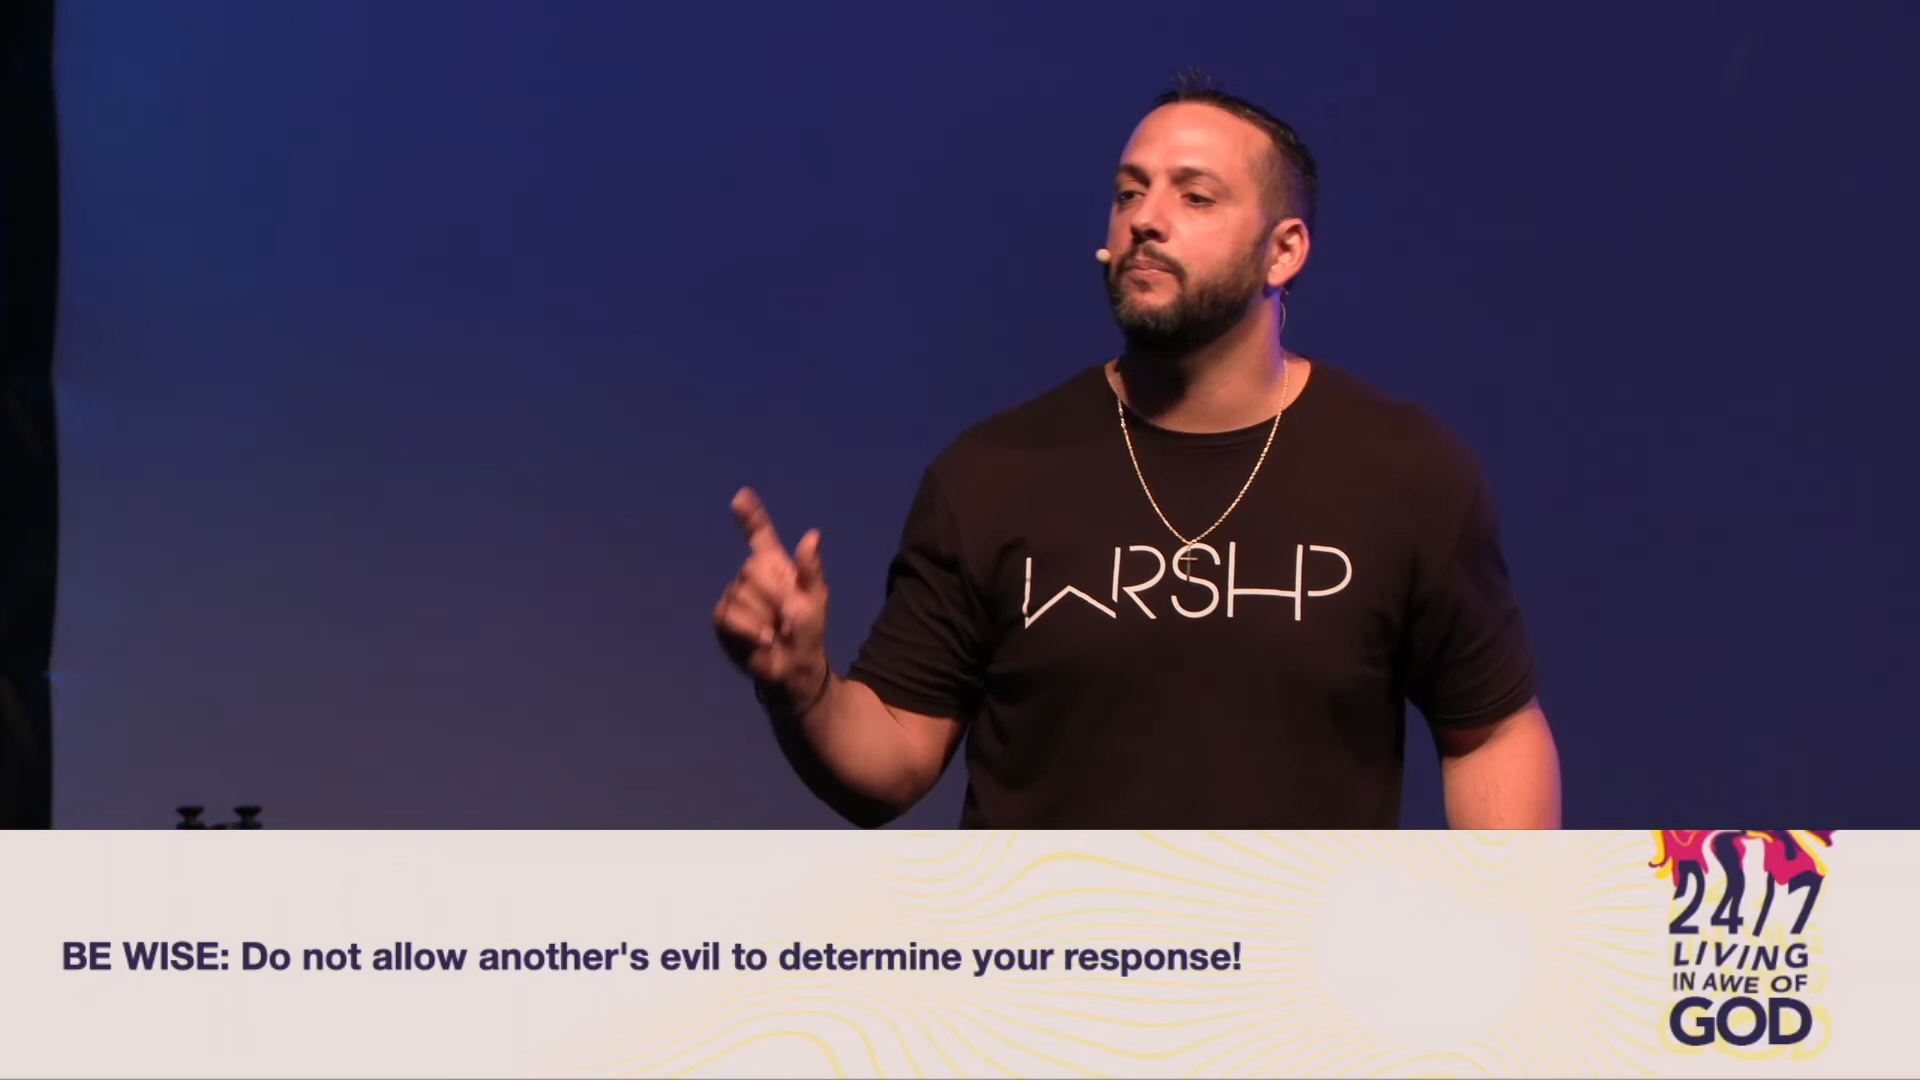 WRSHP
BE WISE: Do not allow another's evil to determine your response!
24/7
LIVING
IN AWE OF
GOD